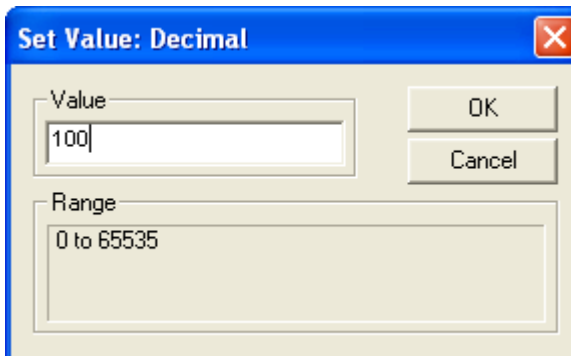 Set Value: Decimal
Value
100
OK
Cancel
Range
0 to 65535